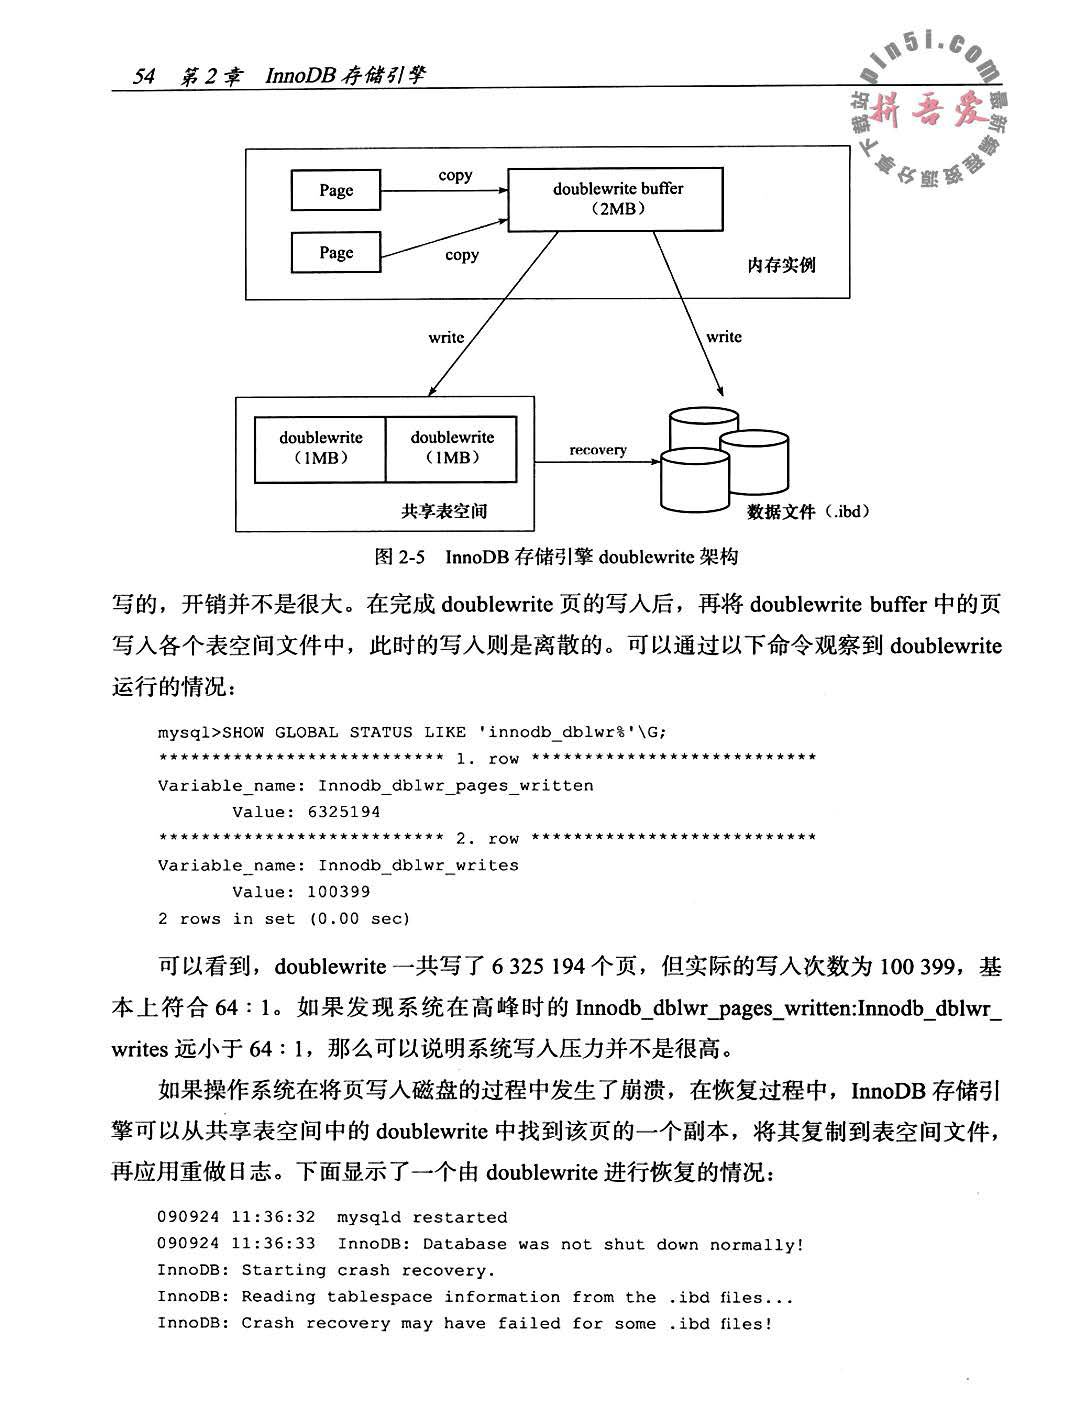 54 第 2 章 InnoDB 存储引擎
pin5i.com
拼吾爱
最新编程资源分享下载站
Page
copy
doublewrite buffer
（2MB）
Page
copy
内存实例
write
write
doublewrite
（1MB）
doublewrite
（1MB）
recovery
共享表空间
数据文件（.ibd）
图 2-5 InnoDB 存储引擎 doublewrite 架构
写的，开销并不是很大。在完成 doublewrite 页的写入后，再将 doublewrite buffer 中的页
写入各个表空间文件中，此时的写入则是离散的。可以通过以下命令观察到 doublewrite
运行的情况：
mysql>SHOW GLOBAL STATUS LIKE 'innodb_dblwr%'\G;
*************************** 1. row ***************************
Variable_name: Innodb_dblwr_pages_written
Value: 6325194
*************************** 2. row ***************************
Variable_name: Innodb_dblwr_writes
Value: 100399
2 rows in set (0.00 sec)
可以看到，doublewrite 一共写了 6 325 194 个页，但实际的写入次数为 100 399，基
本上符合 64：1。如果发现系统在高峰时的 Innodb_dblwr_pages_written:Innodb_dblwr_
writes 远小于 64：1，那么可以说明系统写入压力并不是很高。
如果操作系统在将页写入磁盘的过程中发生了崩溃，在恢复过程中，InnoDB 存储引
擎可以从共享表空间中的 doublewrite 中找到该页的一个副本，将其复制到表空间文件，
再应用重做日志。下面显示了一个由 doublewrite 进行恢复的情况：
090924 11:36:32 mysqld restarted
090924 11:36:33 InnoDB: Database was not shut down normally!
InnoDB: Starting crash recovery.
InnoDB: Reading tablespace information from the .ibd files...
InnoDB: Crash recovery may have failed for some .ibd files!